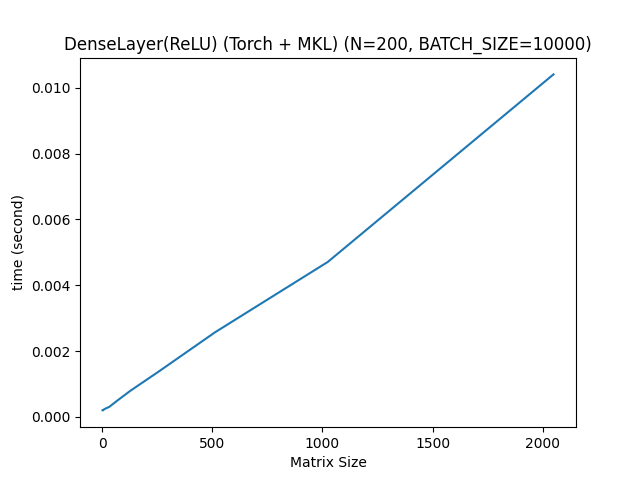 DenseLayer(ReLU) (Torch + MKL) (N=200, BATCH_SIZE=10000)
0.010
0.008
0.006
0.004
0.002
0.000
time (second)
0 500 1000 1500 2000
Matrix Size